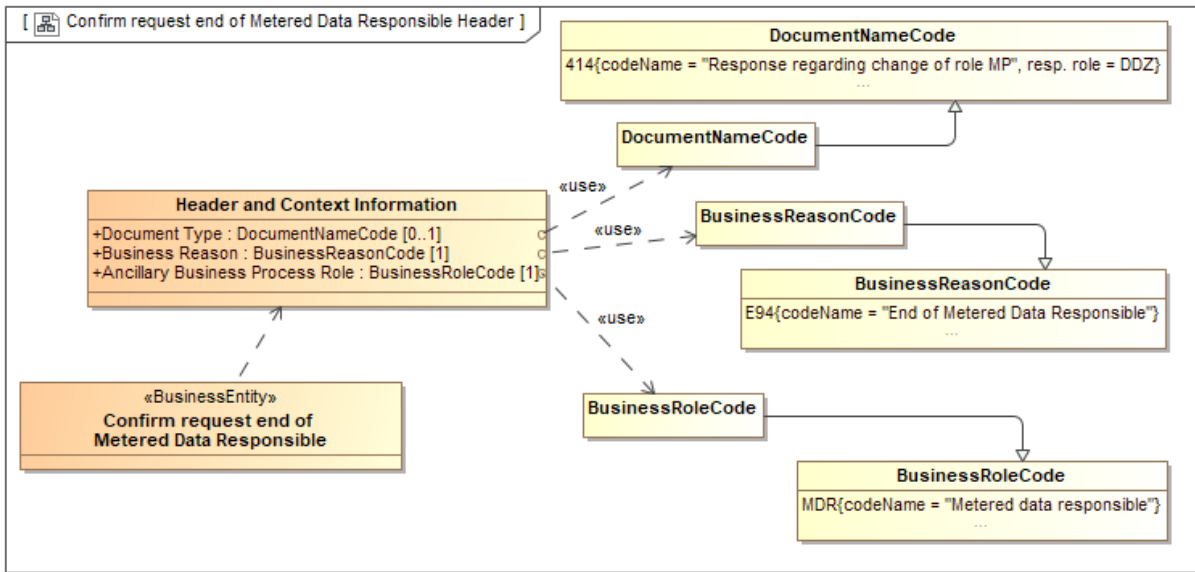 [ Confirm request end of Metered Data Responsible Header ]
DocumentNameCode
414{codeName = "Response regarding change of role MP", resp. role = DDZ}
...
DocumentNameCode
«use»
Header and Context Information
+Document Type : DocumentNameCode [0..1]
+Business Reason : BusinessReasonCode [1]
+Ancillary Business Process Role : BusinessRoleCode [1]
«use»
BusinessReasonCode
BusinessReasonCode
E94{codeName = "End of Metered Data Responsible"}
...
«use»
«BusinessEntity»
Confirm request end of
Metered Data Responsible
BusinessRoleCode
BusinessRoleCode
MDR{codeName = "Metered data responsible"}
...